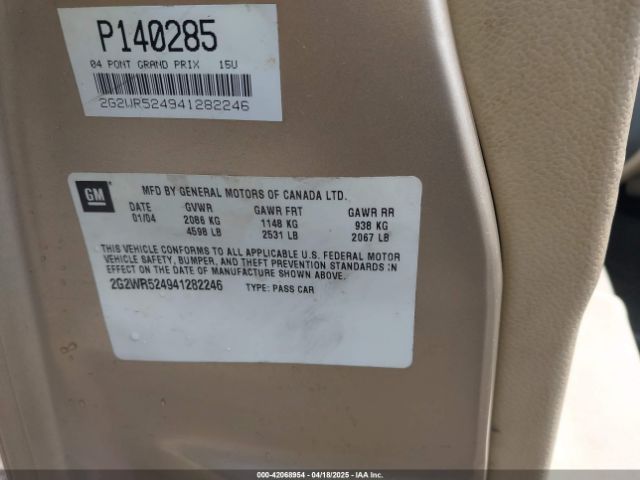 P140285
04 PONT GRAND PRIX 15U
2G2WR524941282246
GM
MFD BY GENERAL MOTORS OF CANADA LTD.
DATE GVWR GAWR FRT GAWR RR
01/04 2086 KG 1148 KG 938 KG
4598 LB 2531 LB 2067 LB
THIS VEHICLE CONFORMS TO ALL APPLICABLE U.S. FEDERAL MOTOR
VEHICLE SAFETY, BUMPER, AND THEFT PREVENTION STANDARDS IN
EFFECT ON THE DATE OF MANUFACTURE SHOWN ABOVE.
2G2WR524941282246 TYPE: PASS CAR
000-42068954 - 04/18/2025 - IAA Inc.